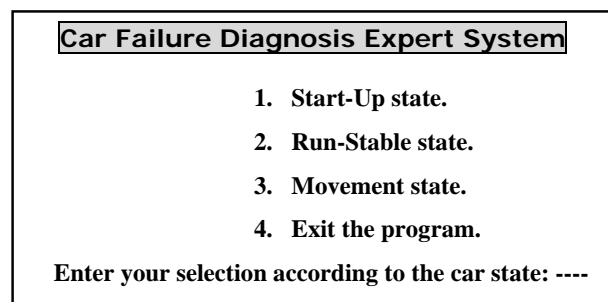 Car Failure Diagnosis Expert System
1. Start-Up state.
2. Run-Stable state.
3. Movement state.
4. Exit the program.
Enter your selection according to the car state: ----